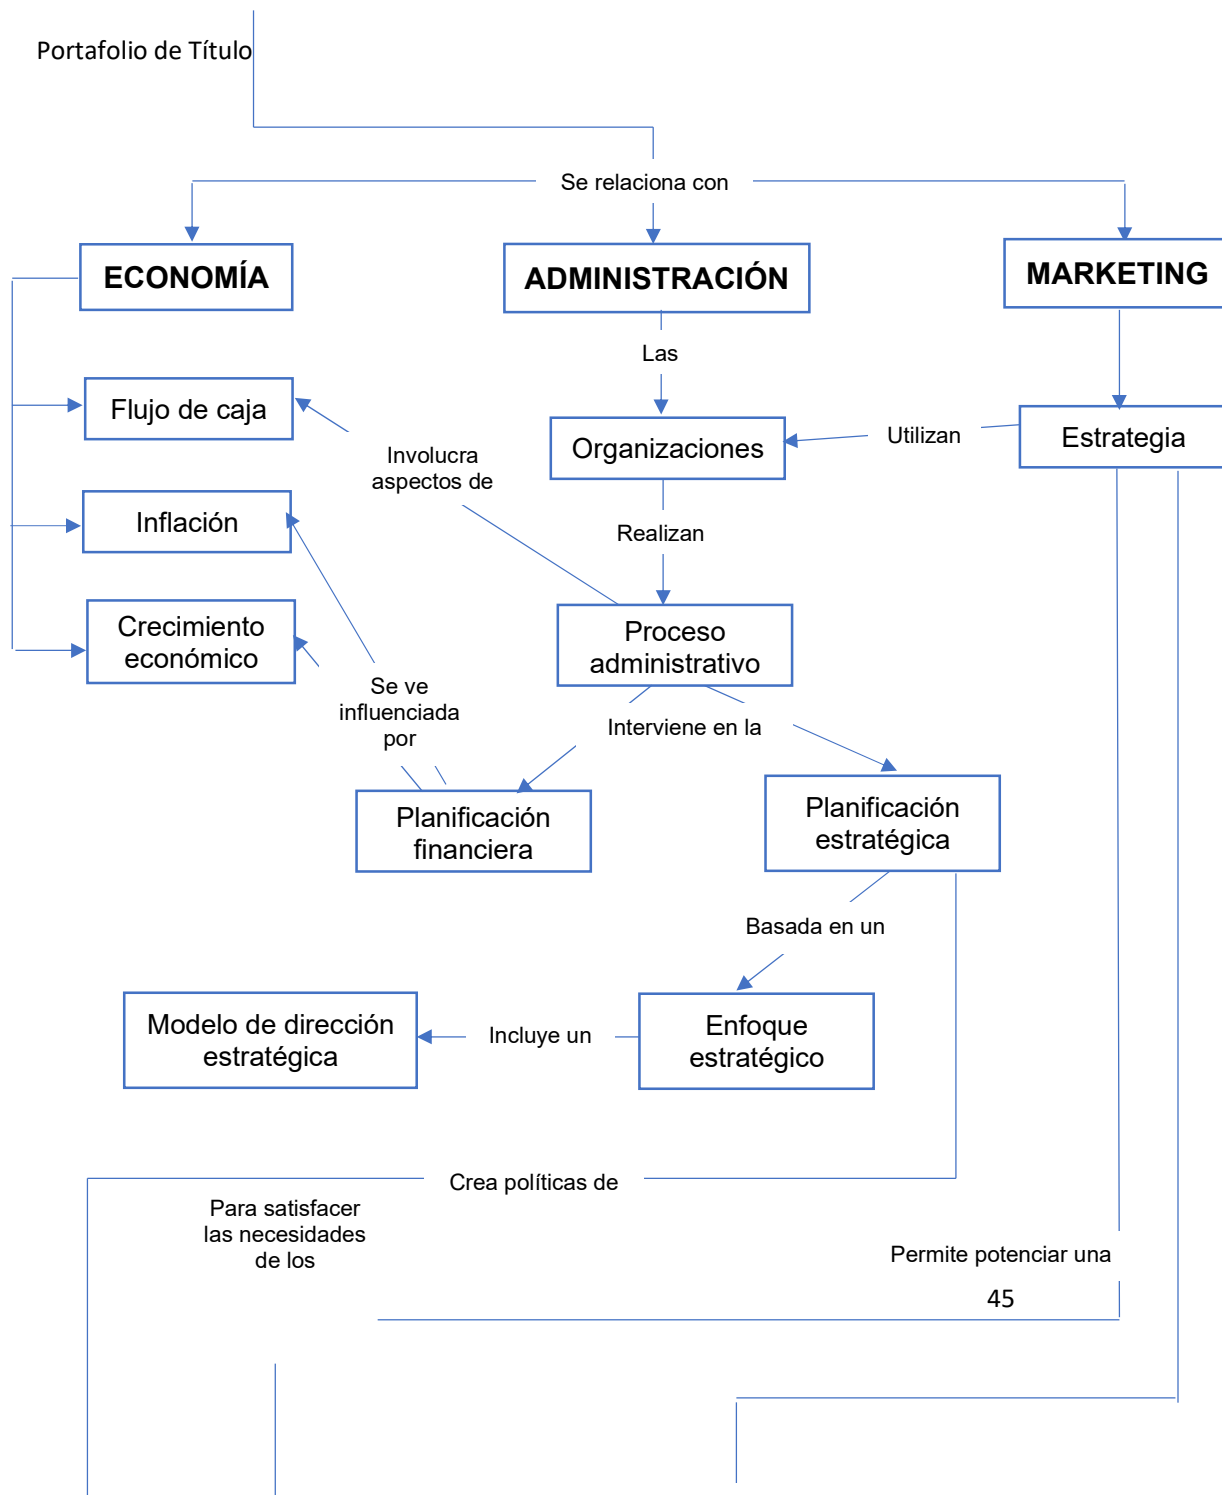 Portafolio de Título
Se relaciona con
ECONOMÍA
ADMINISTRACIÓN
MARKETING
Las
Flujo de caja
Organizaciones
Utilizan
Estrategia
Involucra
aspectos de
Inflación
Realizan
Crecimiento
económico
Proceso
administrativo
Se ve
influenciada
por
Interviene en la
Planificación
financiera
Planificación
estratégica
Basada en un
Modelo de dirección
estratégica
Incluye un
Enfoque
estratégico
Crea políticas de
Para satisfacer
las necesidades
de los
Permite potenciar una
45